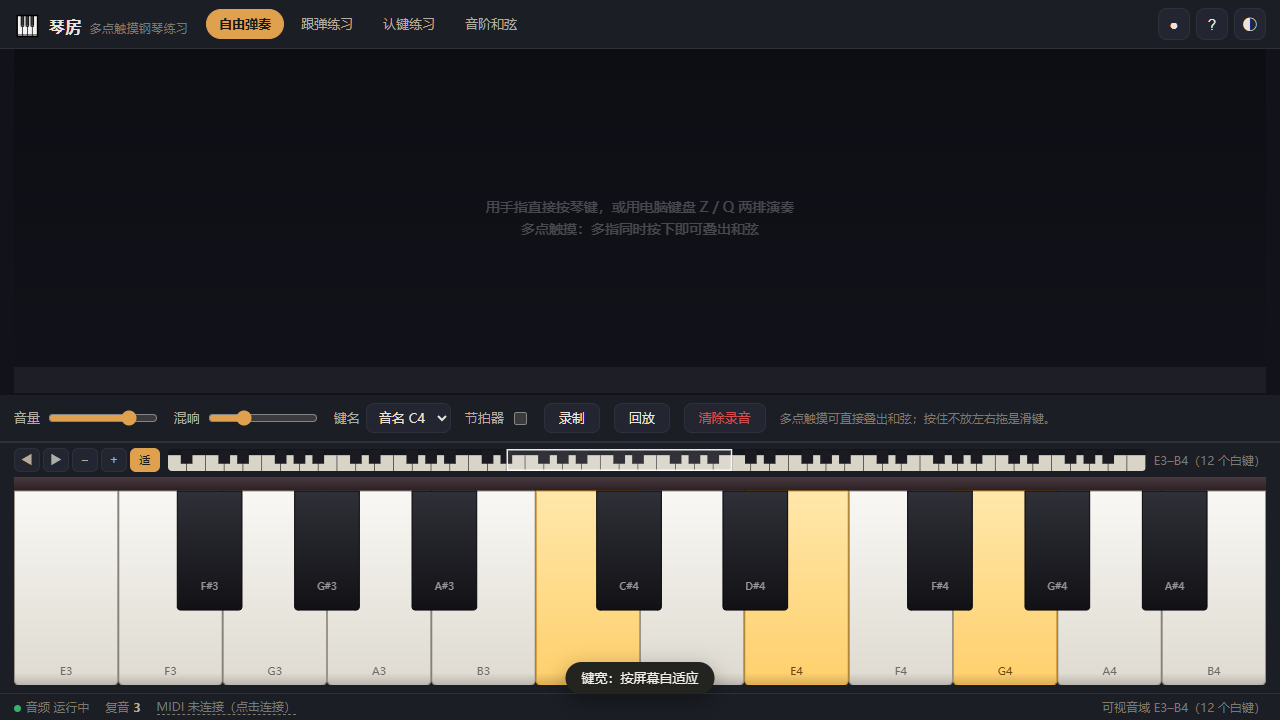 琴房 多点触摸钢琴练习 自由弹奏 跟弹练习 认键练习 音阶和弦 ?
用手指直接按琴键，或用电脑键盘 Z / Q 两排演奏
多点触摸：多指同时按下即可叠出和弦
音量 混响 键名 音名 C4 节拍器 录制 回放 清除录音 多点触摸可直接叠出和弦；按住不放左右拖是滑键。
◀ ▶ − + 适 E3–B4（12 个白键）
F#3 G#3 A#3 C#4 D#4 F#4 G#4 A#4
E3 F3 G3 A3 B3 E4 F4 G4 A4 B4
键宽：按屏幕自适应
音频 运行中 复音 3 MIDI 未连接（点击连接） 可视音域 E3–B4（12 个白键）